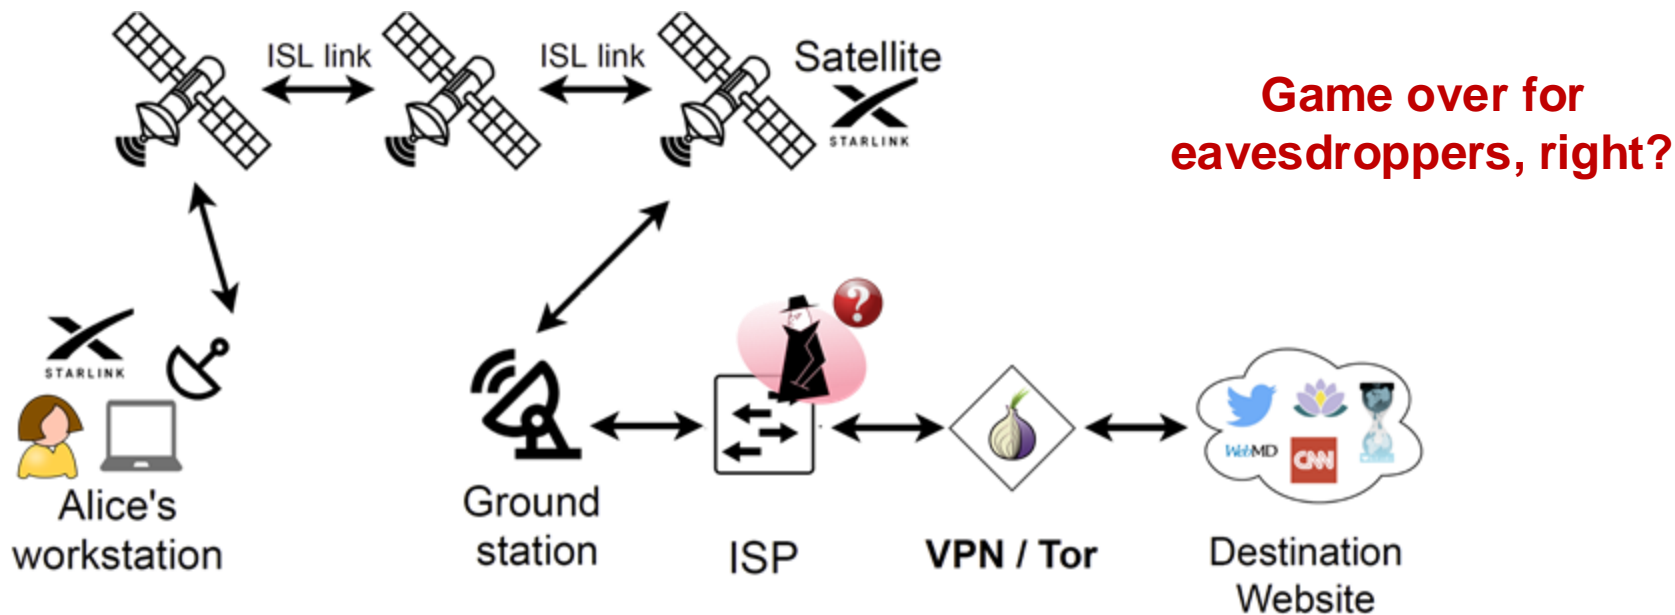 ISL link
ISL link
Satellite
STARLINK
Game over for
eavesdroppers, right?
STARLINK
?
WebMD
CNN
Alice's
workstation
Ground
station
ISP
VPN / Tor
Destination
Website